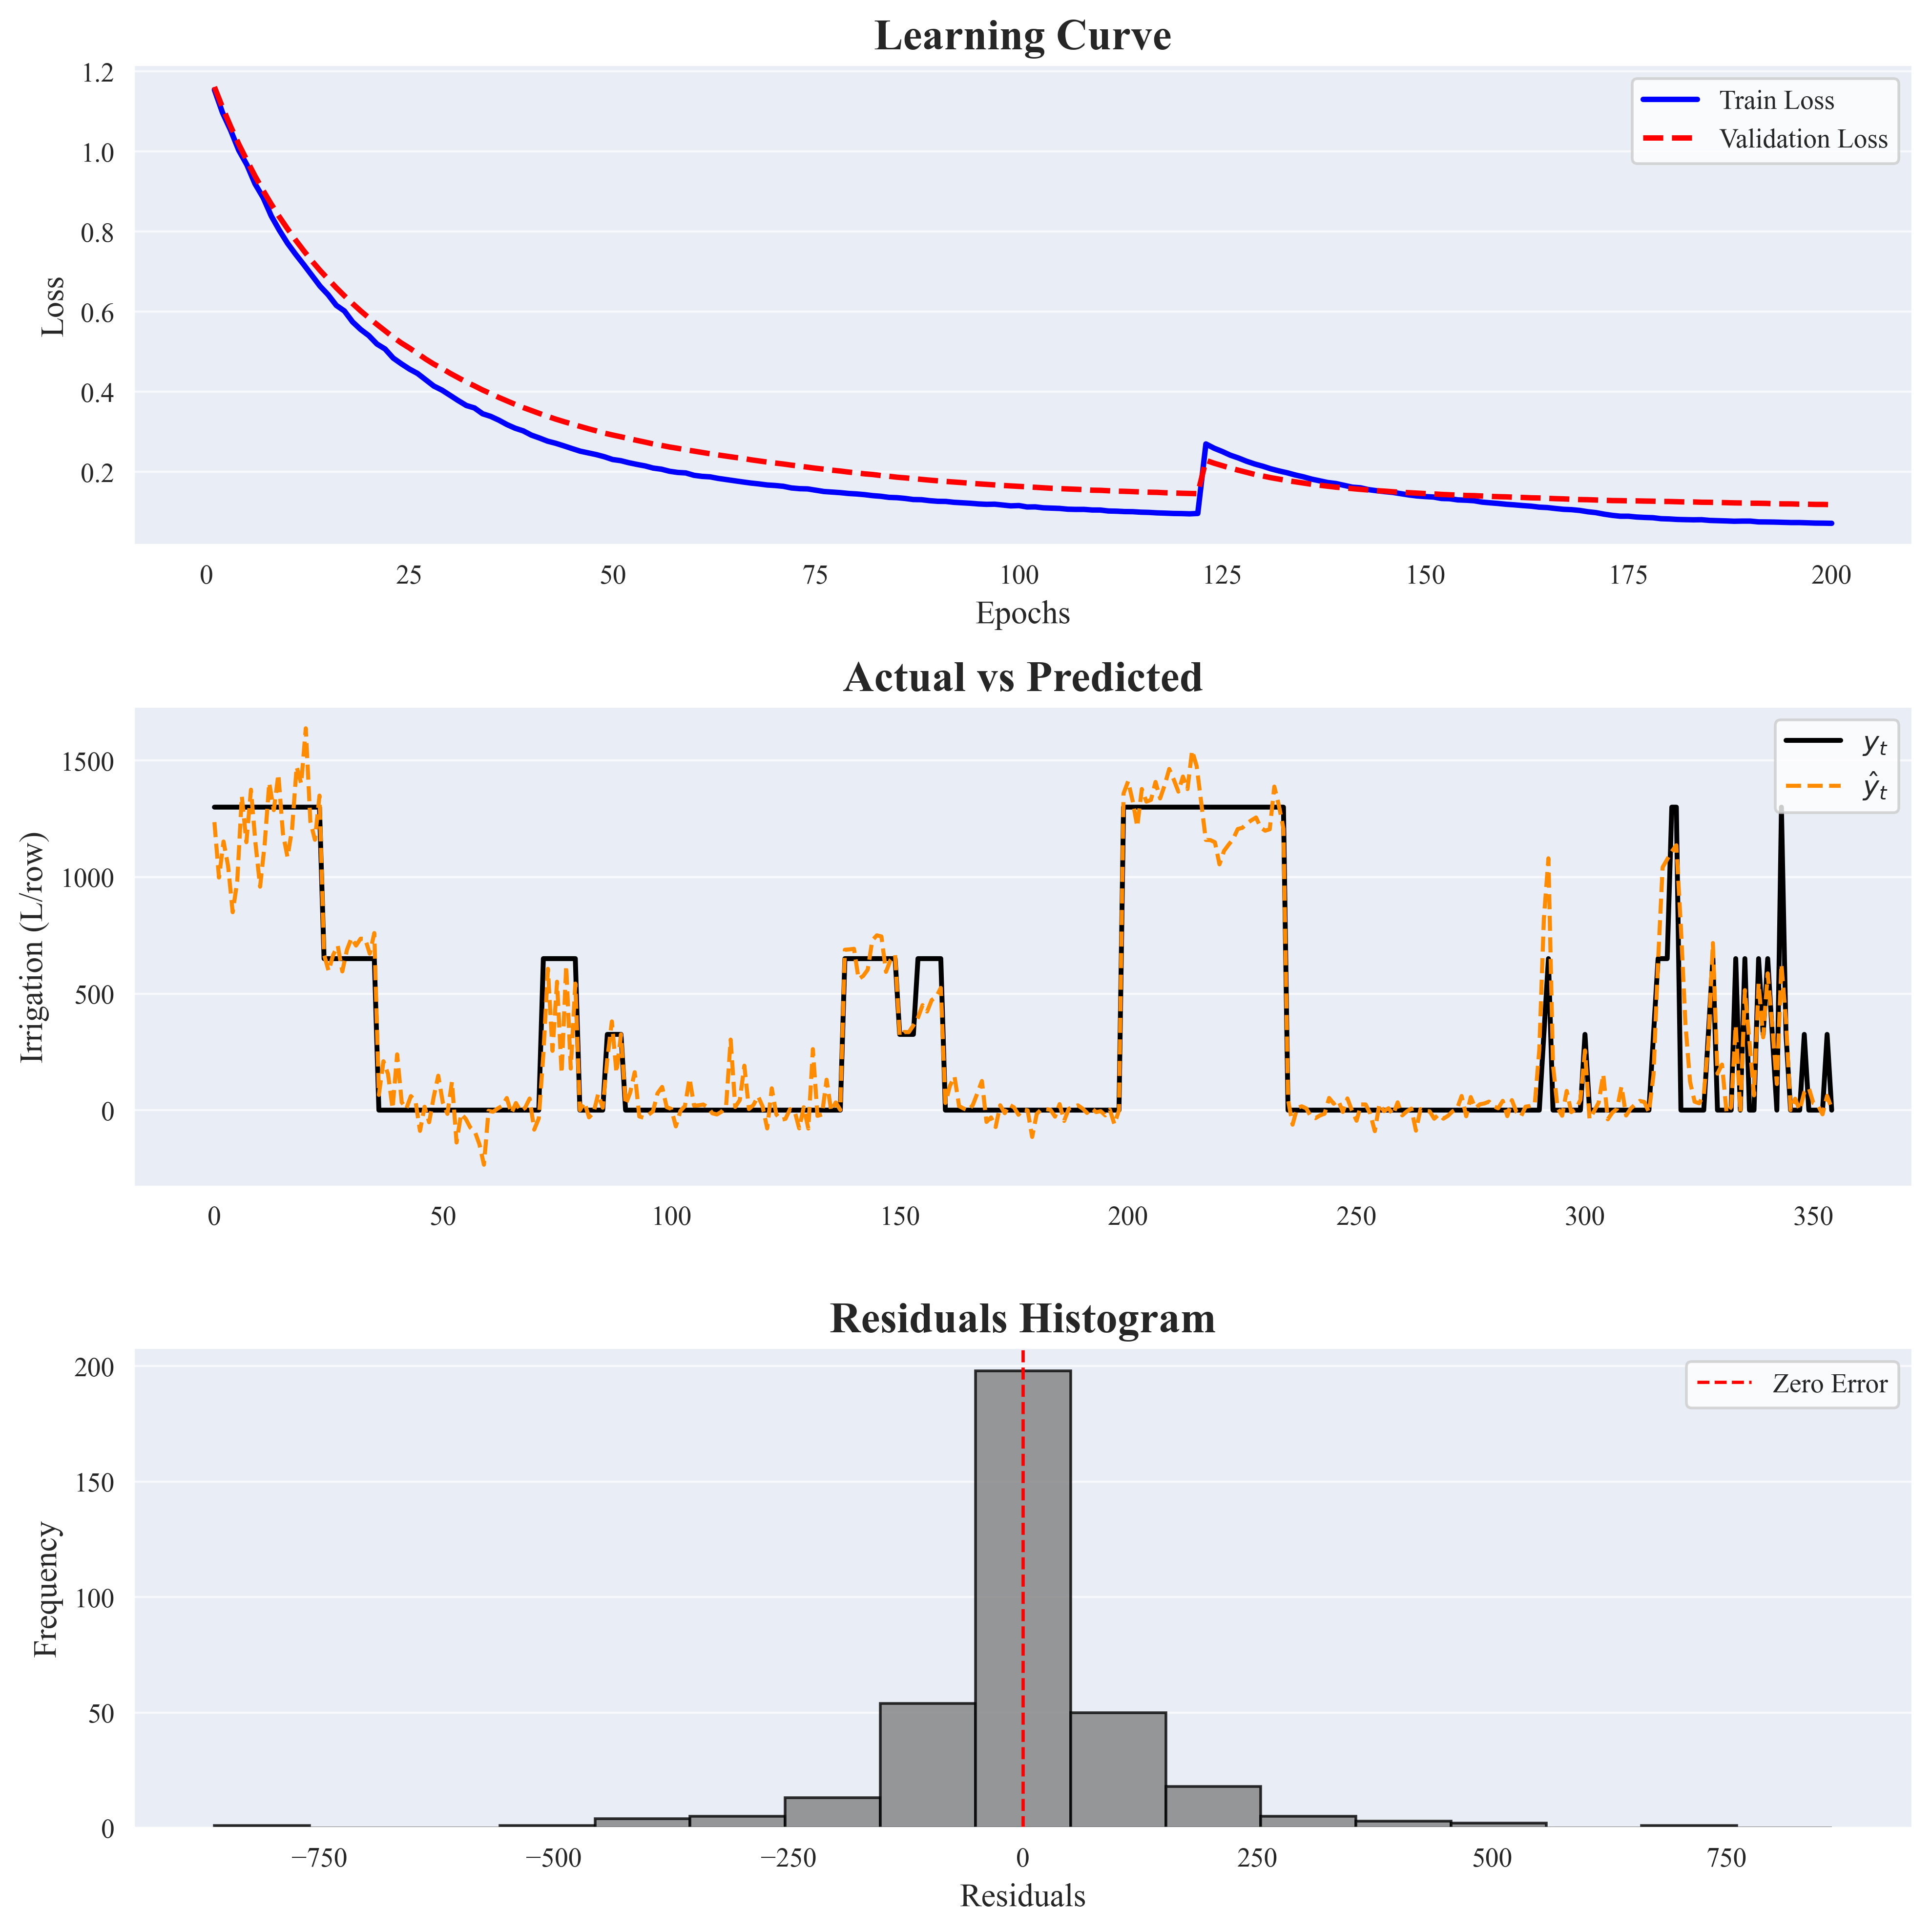 Learning Curve
1.2
1.0
0.8
0.6
0.4
0.2
Loss
Train Loss
Validation Loss
0 25 50 75 100 125 150 175 200
Epochs
Actual vs Predicted
1500
1000
500
0
Irrigation (L/row)
yₜ
ŷₜ
0 50 100 150 200 250 300 350
Residuals Histogram
200
150
100
50
0
Frequency
Zero Error
−750 −500 −250 0 250 500 750
Residuals